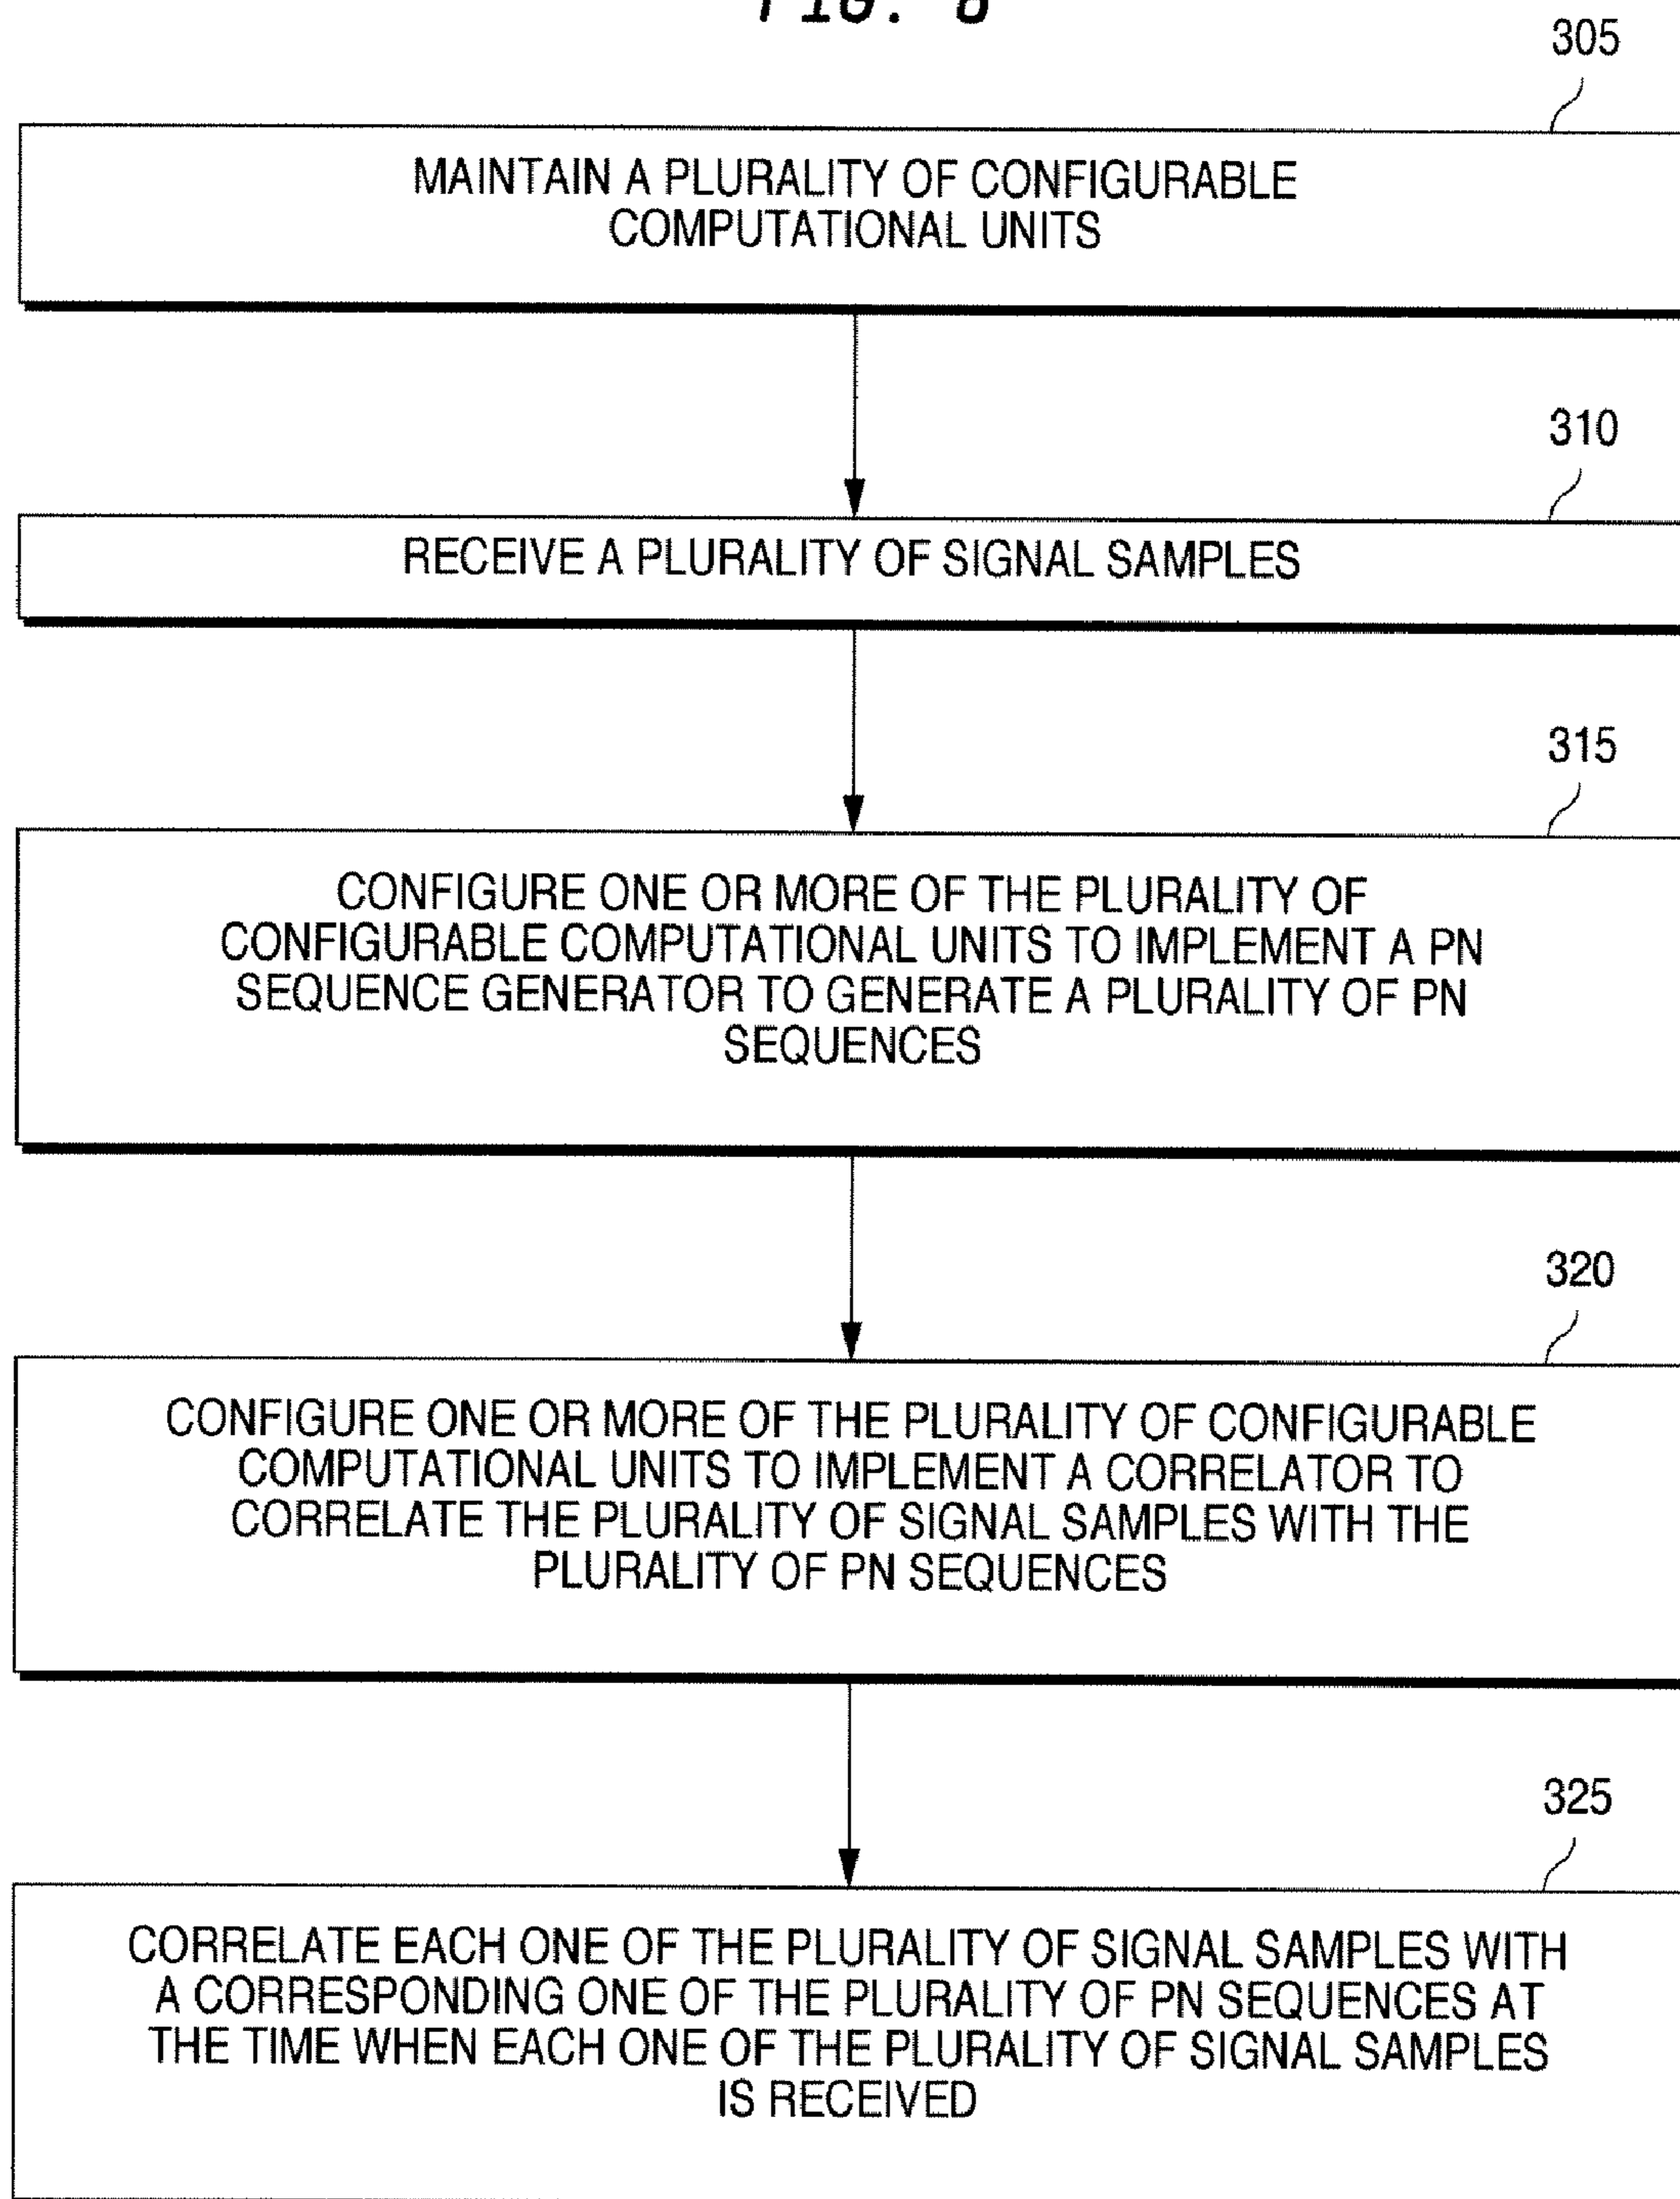 FIG.
305
MAINTAIN A PLURALITY OF CONFIGURABLE
COMPUTATIONAL UNITS
310
RECEIVE A PLURALITY OF SIGNAL SAMPLES
315
CONFIGURE ONE OR MORE OF THE PLURALITY OF
CONFIGURABLE COMPUTATIONAL UNITS TO IMPLEMENT A PN
SEQUENCE GENERATOR TO GENERATE A PLURALITY OF PN
SEQUENCES
320
CONFIGURE ONE OR MORE OF THE PLURALITY OF CONFIGURABLE
COMPUTATIONAL UNITS TO IMPLEMENT A CORRELATOR TO
CORRELATE THE PLURALITY OF SIGNAL SAMPLES WITH THE
PLURALITY OF PN SEQUENCES
325
CORRELATE EACH ONE OF THE PLURALITY OF SIGNAL SAMPLES WITH
A CORRESPONDING ONE OF THE PLURALITY OF PN SEQUENCES AT
THE TIME WHEN EACH ONE OF THE PLURALITY OF SIGNAL SAMPLES
IS RECEIVED